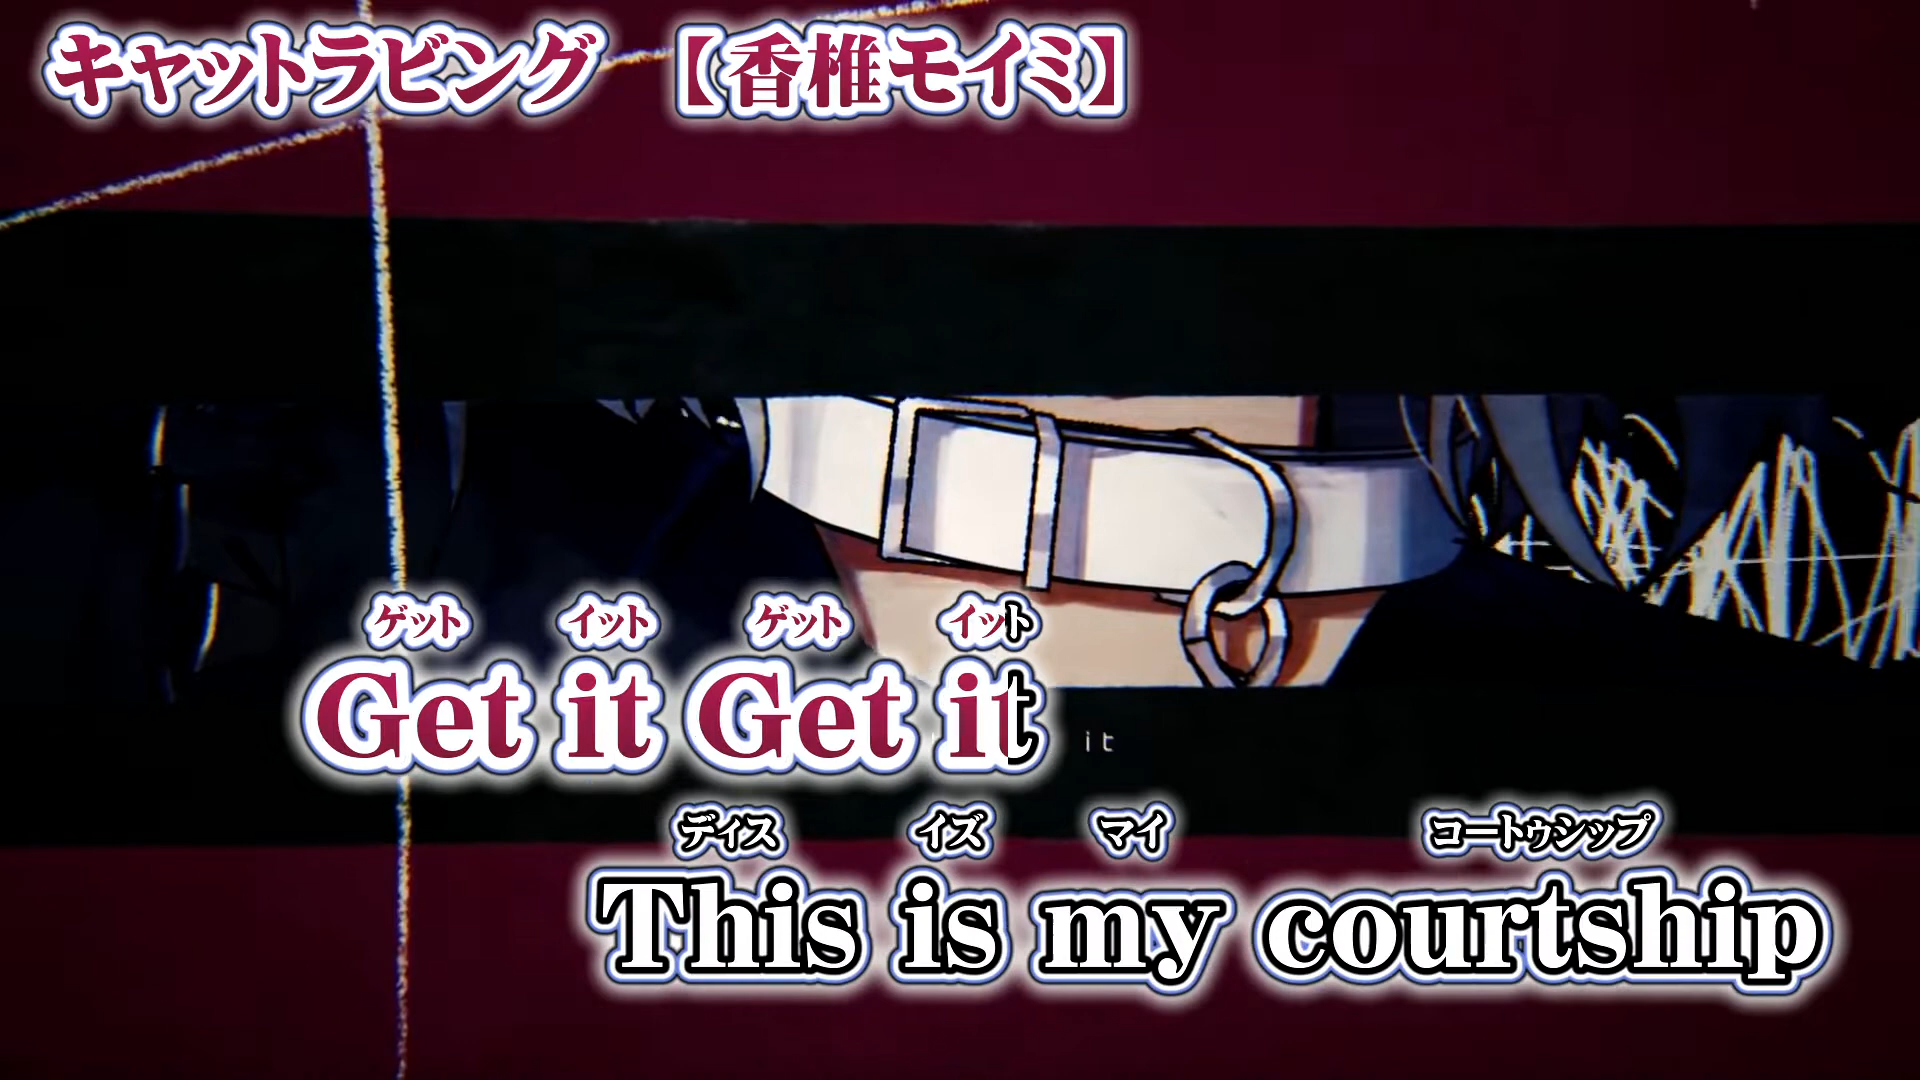 キャットラビング 【香椎モイミ】
ゲット イット ゲット イット
Get it Get it
it
ディス イズ マイ コートゥシップ
This is my courtship